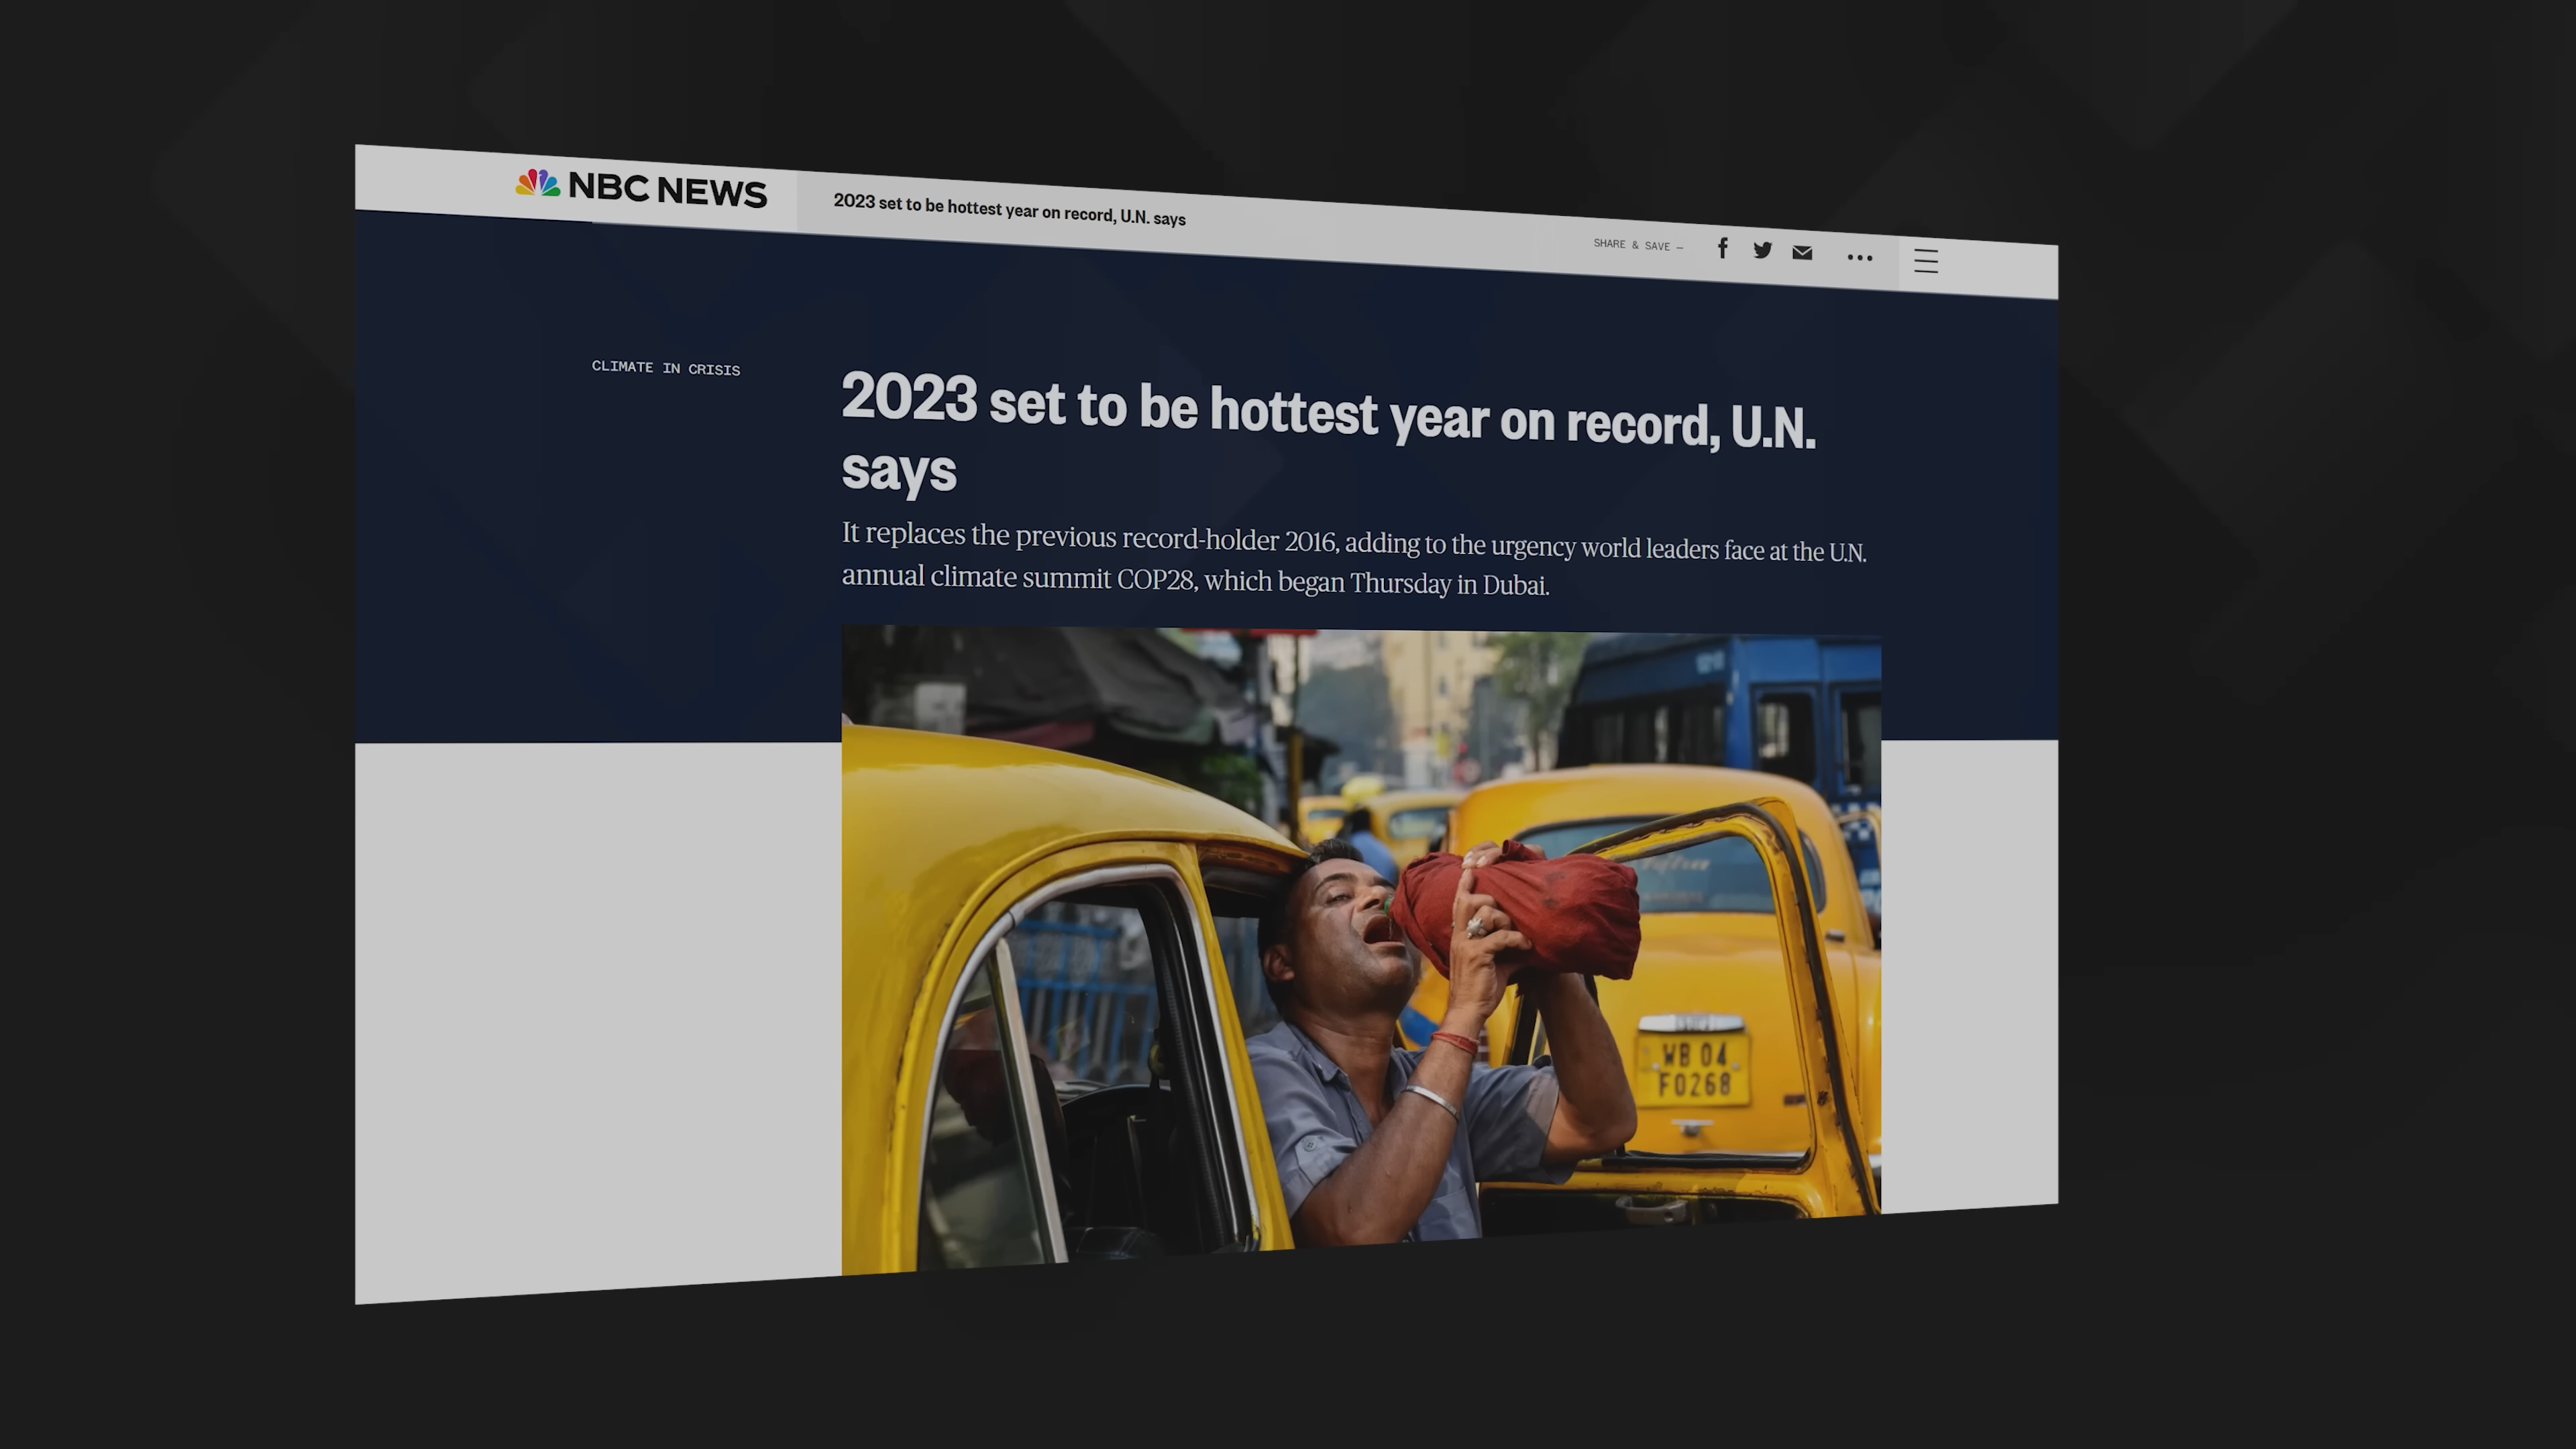 NBC NEWS
2023 set to be hottest year on record, U.N. says
SHARE & SAVE —
CLIMATE IN CRISIS
2023 set to be hottest year on record, U.N.
says
It replaces the previous record-holder 2016, adding to the urgency world leaders face at the U.N.
annual climate summit COP28, which began Thursday in Dubai.
WB 04
F0268